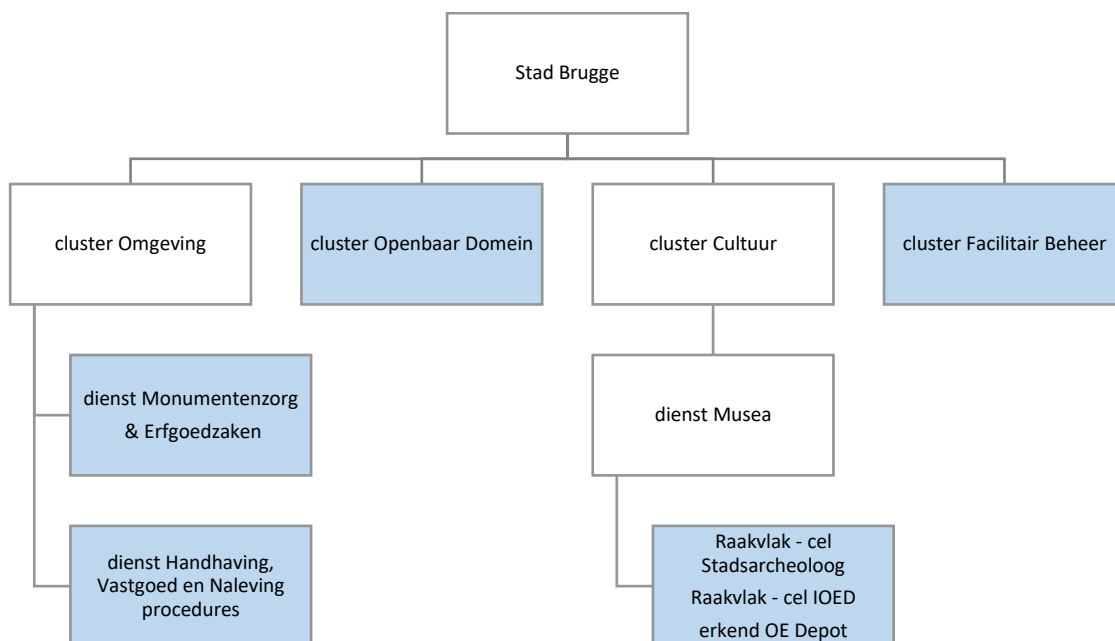 Stad Brugge
cluster Omgeving
cluster Openbaar Domein
cluster Cultuur
cluster Facilitair Beheer
dienst Monumentenzorg
& Erfgoedzaken
dienst Musea
dienst Handhaving,
Vastgoed en Naleving
procedures
Raakvlak - cel
Stadsarcheoloog
Raakvlak - cel IOED
erkend OE Depot